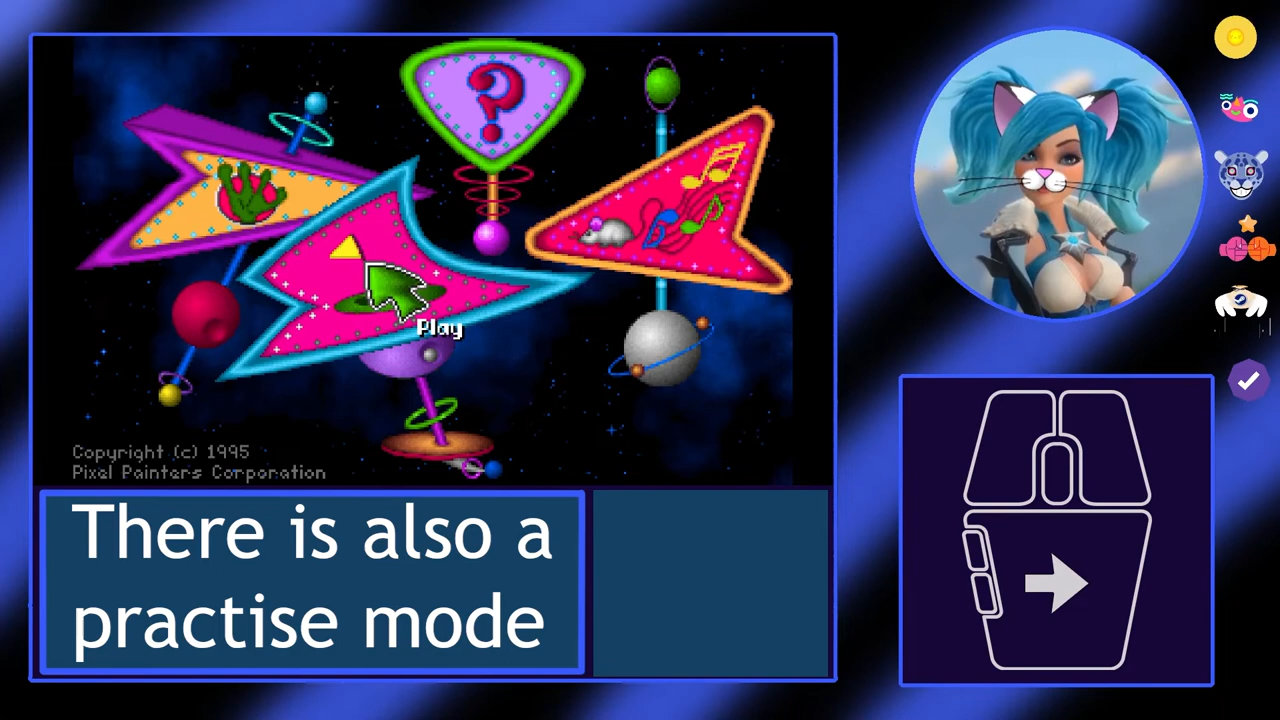 ?
Play
Copyright (c) 1995
Pixel Painters Corporation
There is also a
practise mode